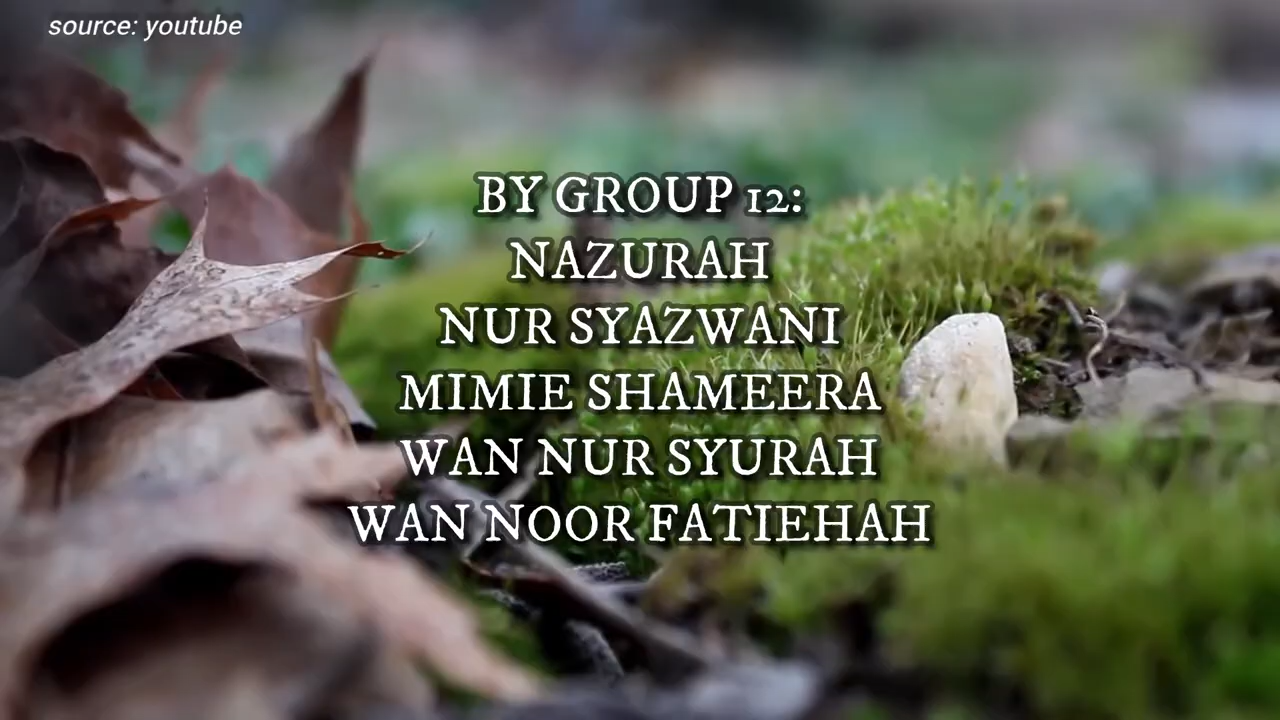 source: youtube
BY GROUP 12:
NAZURAH
NUR SYAZWANI
MIMIE SHAMEERA
WAN NUR SYURAH
WAN NOOR FATIEHAH